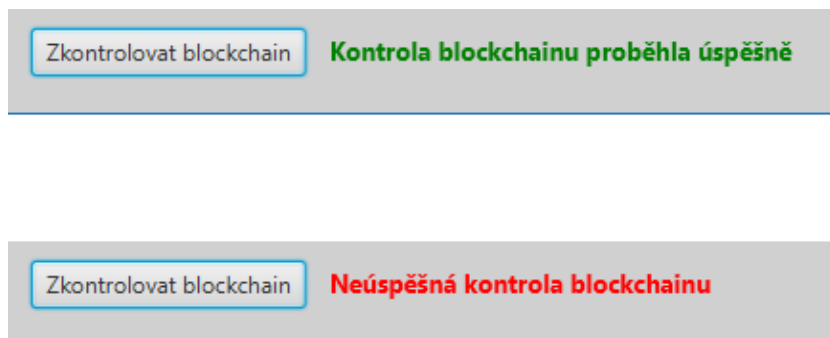 Zkontrolovat blockchain Kontrola blockchainu proběhla úspěšně
Zkontrolovat blockchain Neúspěšná kontrola blockchainu